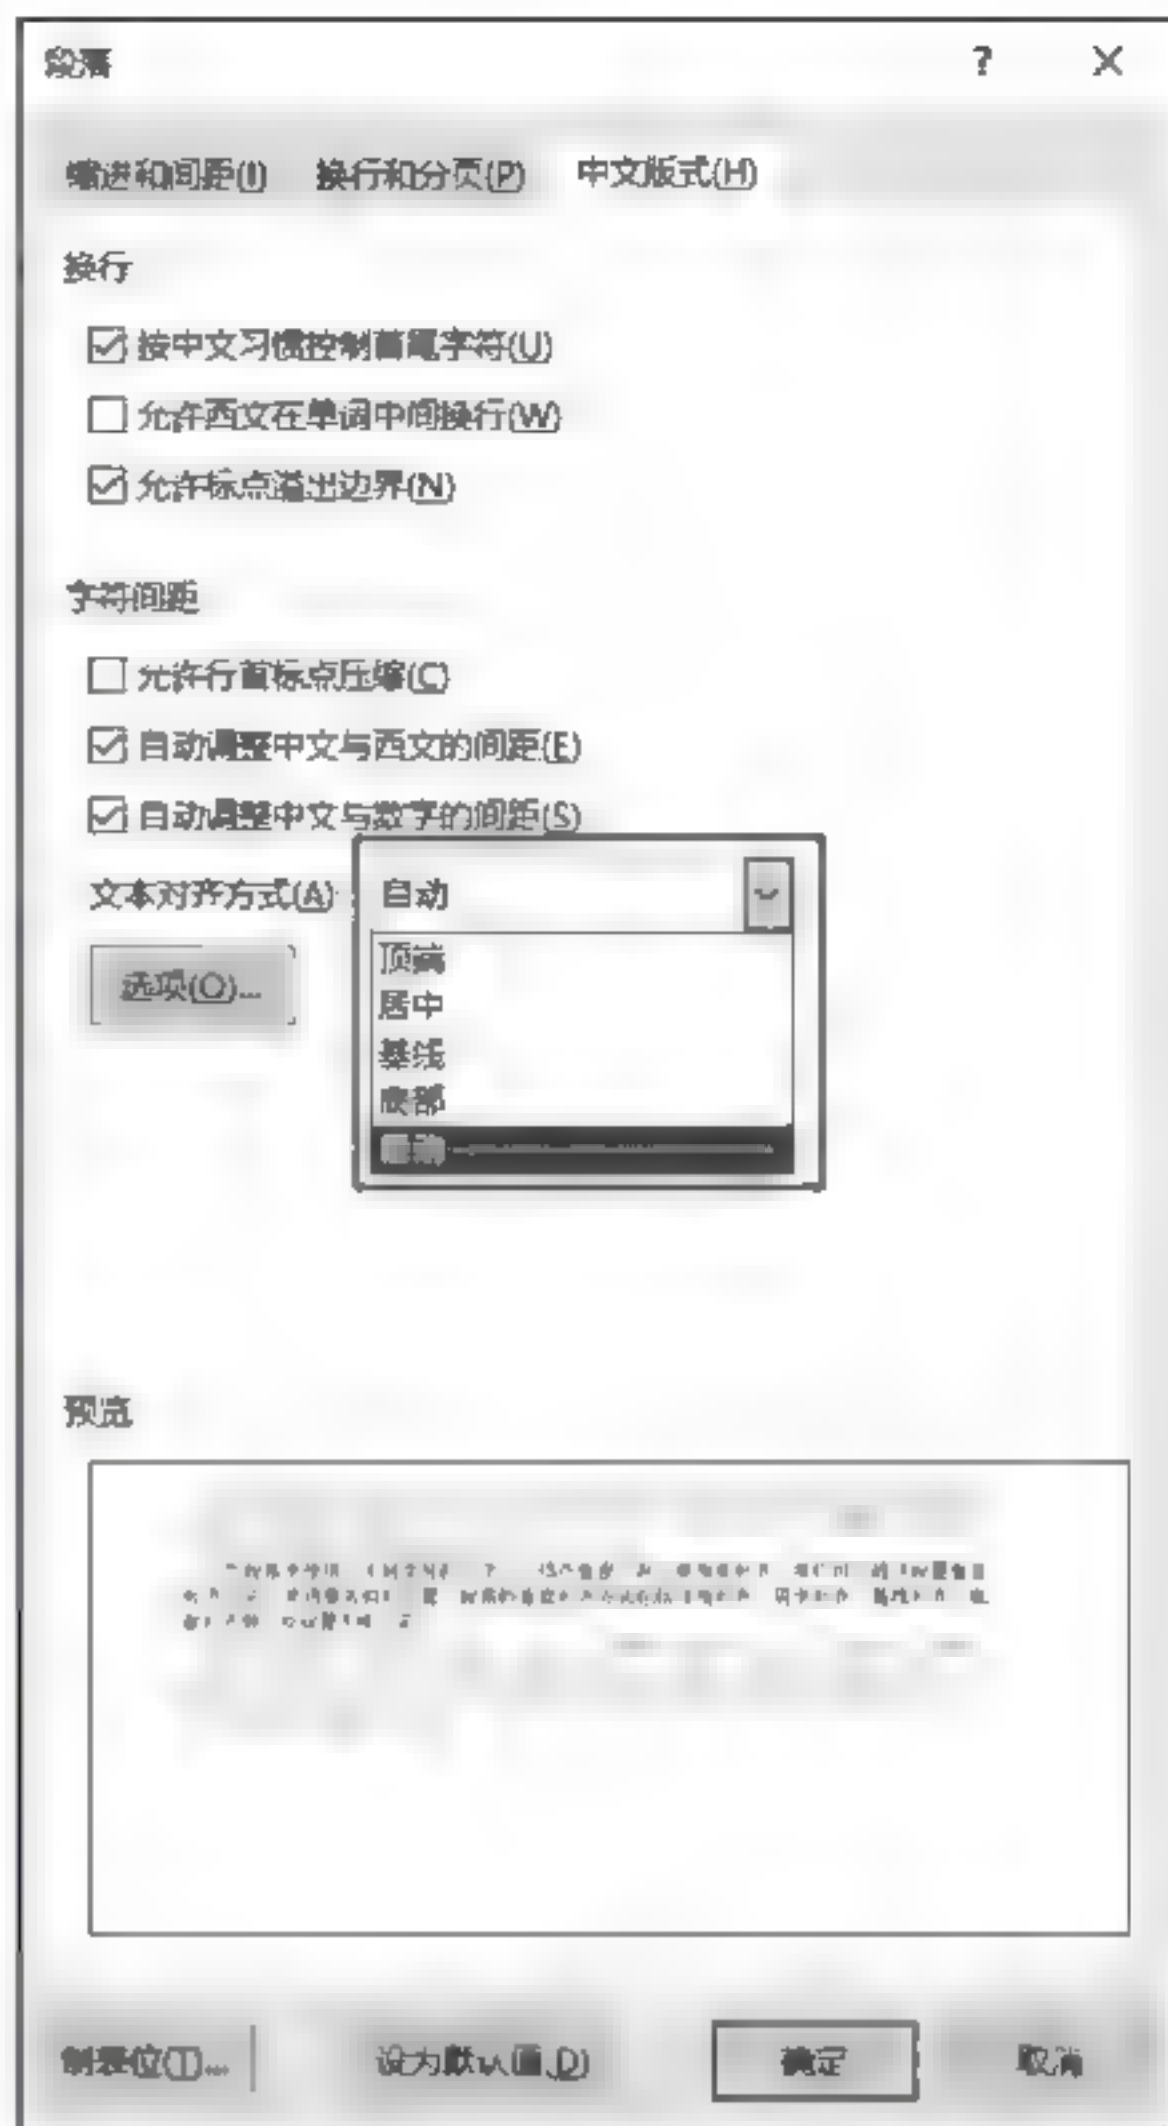 段落
缩进和间距(I) 换行和分页(P) 中文版式(H)
换行
按中文习惯控制首尾字符(U)
允许西文在单词中间换行(W)
允许标点溢出边界(N)
字符间距
允许行首标点压缩(C)
自动调整中文与西文的间距(E)
自动调整中文与数字的间距(S)
文本对齐方式(A) 自动
顶端
居中
选项(O)...
基线
底部
自动
预览
制表位(T)... 设为默认值(D) 确定 取消